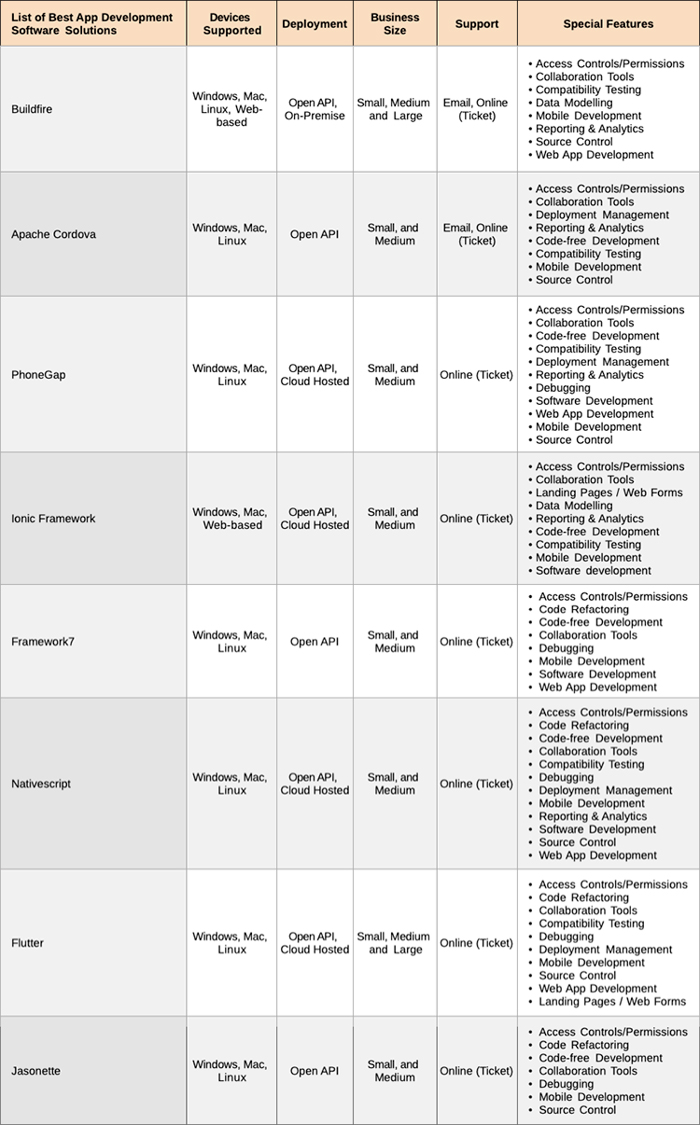 List of Best App Development
Software Solutions
Devices
Supported
Deployment
Business
Size
Support
Special Features
Buildfire
Windows, Mac,
Linux, Web-
based
Open API,
On-Premise
Small, Medium
and Large
Email, Online
(Ticket)
• Access Controls/Permissions
• Collaboration Tools
• Compatibility Testing
• Data Modelling
• Mobile Development
• Reporting & Analytics
• Source Control
• Web App Development
Apache Cordova
Windows, Mac,
Linux
Open API
Small, and
Medium
Email, Online
(Ticket)
• Access Controls/Permissions
• Collaboration Tools
• Deployment Management
• Reporting & Analytics
• Code-free Development
• Compatibility Testing
• Mobile Development
• Source Control
PhoneGap
Windows, Mac,
Linux
Open API,
Cloud Hosted
Small, and
Medium
Online (Ticket)
• Access Controls/Permissions
• Collaboration Tools
• Code-free Development
• Compatibility Testing
• Deployment Management
• Reporting & Analytics
• Debugging
• Software Development
• Web App Development
• Mobile Development
• Source Control
Ionic Framework
Windows, Mac,
Web-based
Open API,
Cloud Hosted
Small, and
Medium
Online (Ticket)
• Access Controls/Permissions
• Collaboration Tools
• Landing Pages / Web Forms
• Data Modelling
• Reporting & Analytics
• Code-free Development
• Compatibility Testing
• Mobile Development
• Software development
Framework7
Windows, Mac,
Linux
Open API
Small, and
Medium
Online (Ticket)
• Access Controls/Permissions
• Code Refactoring
• Code-free Development
• Collaboration Tools
• Debugging
• Mobile Development
• Software Development
• Web App Development
Nativescript
Windows, Mac,
Linux
Open API,
Cloud Hosted
Small, and
Medium
Online (Ticket)
• Access Controls/Permissions
• Code Refactoring
• Code-free Development
• Collaboration Tools
• Compatibility Testing
• Debugging
• Deployment Management
• Mobile Development
• Reporting & Analytics
• Software Development
• Source Control
• Web App Development
Flutter
Windows, Mac,
Linux
Open API,
Cloud Hosted
Small, Medium
and Large
Online (Ticket)
• Access Controls/Permissions
• Code Refactoring
• Collaboration Tools
• Compatibility Testing
• Debugging
• Deployment Management
• Mobile Development
• Source Control
• Web App Development
• Landing Pages / Web Forms
Jasonette
Windows, Mac,
Linux
Open API
Small, and
Medium
Online (Ticket)
• Access Controls/Permissions
• Code Refactoring
• Code-free Development
• Collaboration Tools
• Debugging
• Mobile Development
• Source Control